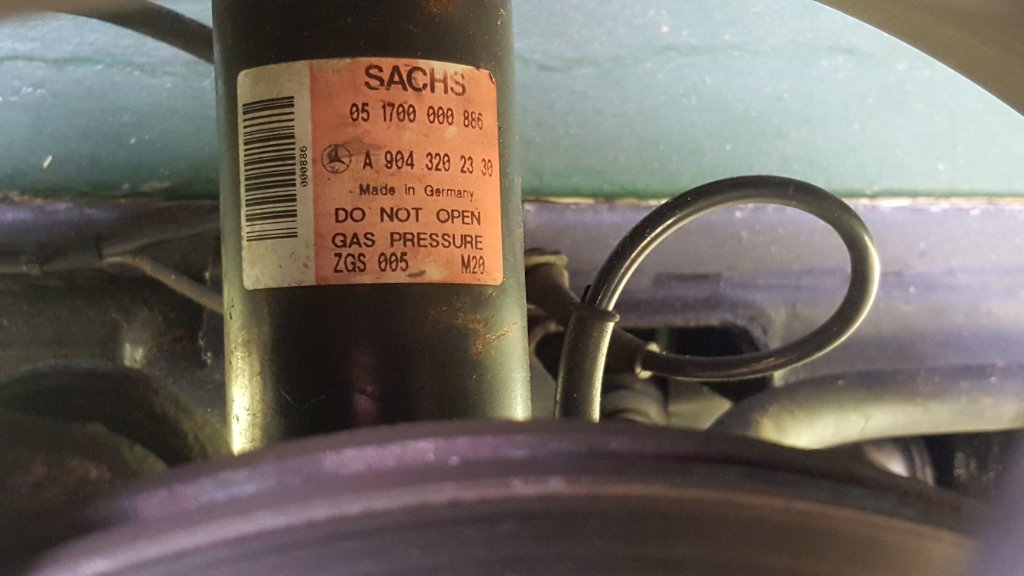 SACHS
05 1700 000 886
000886
A 904 320 23 30
Made in Germany
DO NOT OPEN
GAS PRESSURE
ZGS 005 M20